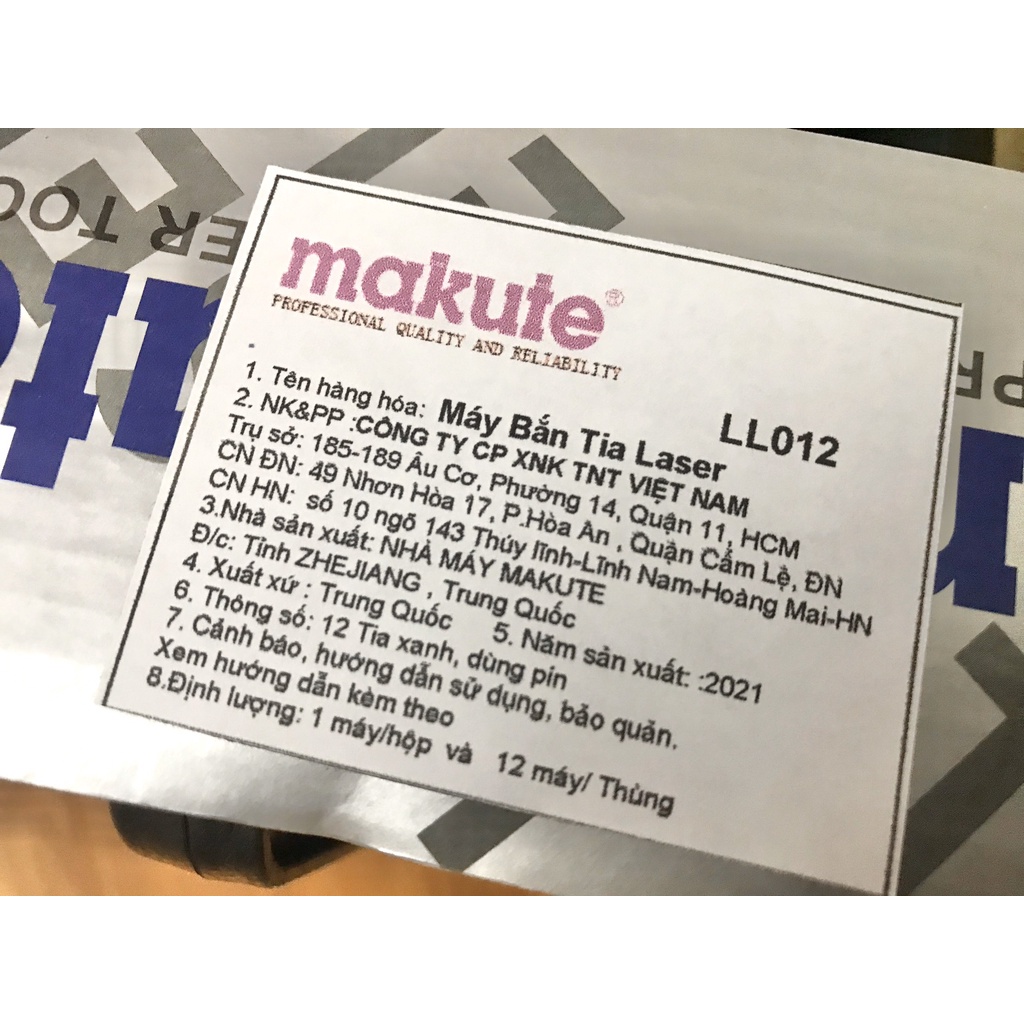 makute®
PROFESSIONAL QUALITY AND RELIABILITY
1. Tên hàng hóa: Máy Bắn Tia Laser LL012
2. NK&PP :CÔNG TY CP XNK TNT VIỆT NAM
Trụ sở: 185-189 Âu Cơ, Phường 14, Quận 11, HCM
CN ĐN: 49 Nhơn Hòa 17, P.Hòa An , Quận Cẩm Lệ, ĐN
CN HN: số 10 ngõ 143 Thúy lĩnh-Lĩnh Nam-Hoàng Mai-HN
3.Nhà sản xuất: NHÀ MÁY MAKUTE
Đ/c: Tỉnh ZHEJIANG , Trung Quốc
4. Xuất xứ : Trung Quốc 5. Năm sản xuất: :2021
6. Thông số: 12 Tia xanh, dùng pin
7. Cảnh báo, hướng dẫn sử dụng, bảo quản.
Xem hướng dẫn kèm theo
8.Định lượng: 1 máy/hộp và 12 máy/ Thùng